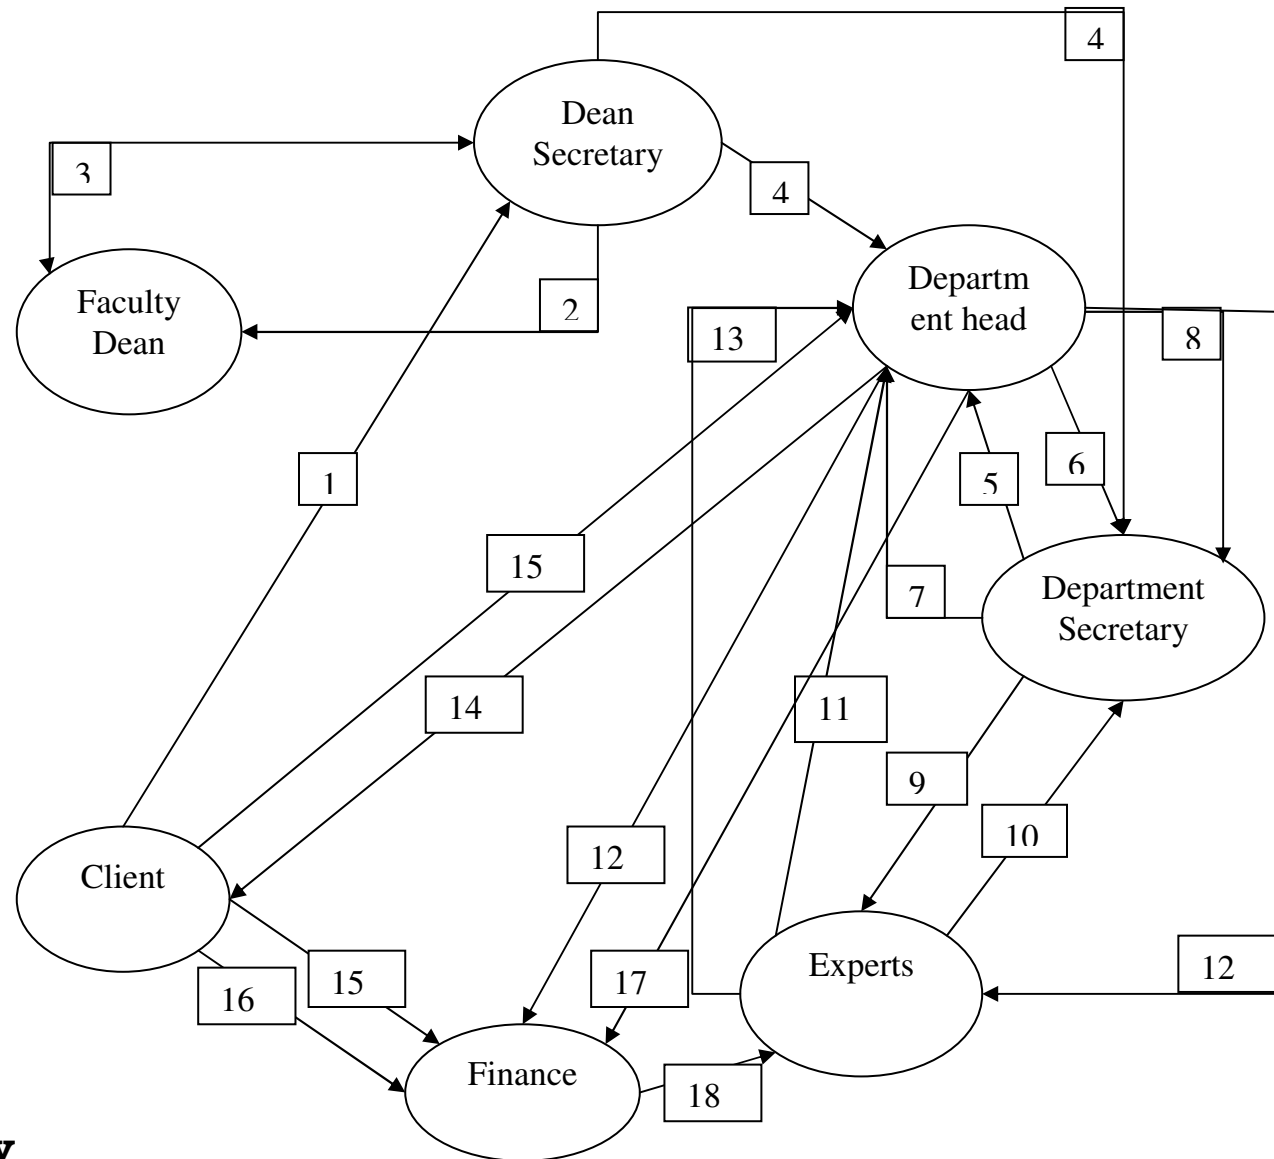 4
Dean
Secretary
3
4
Faculty
Dean
2
Departm
ent head
13
8
1
6
5
15
7
Department
Secretary
14
11
9
10
12
Client
Experts
12
16
15
17
Finance
18
y